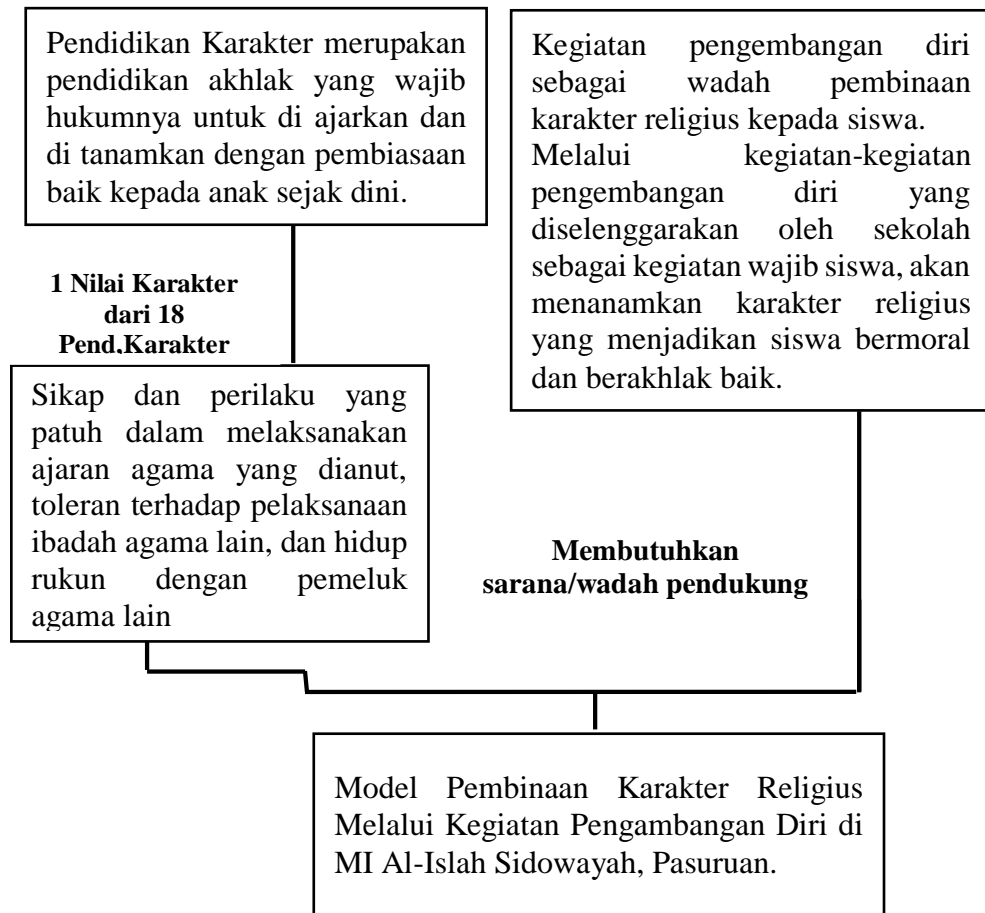 Pendidikan Karakter merupakan
pendidikan akhlak yang wajib
hukumnya untuk di ajarkan dan
di tanamkan dengan pembiasaan
baik kepada anak sejak dini.
1 Nilai Karakter
dari 18
Pend,Karakter
Sikap dan perilaku yang
patuh dalam melaksanakan
ajaran agama yang dianut,
toleran terhadap pelaksanaan
ibadah agama lain, dan hidup
rukun dengan pemeluk
agama lain
Kegiatan pengembangan diri
sebagai wadah pembinaan
karakter religius kepada siswa.
Melalui kegiatan-kegiatan
pengembangan diri yang
diselenggarakan oleh sekolah
sebagai kegiatan wajib siswa, akan
menanamkan karakter religius
yang menjadikan siswa bermoral
dan berakhlak baik.
Membutuhkan
sarana/wadah pendukung
Model Pembinaan Karakter Religius
Melalui Kegiatan Pengambangan Diri di
MI Al-Islah Sidowayah, Pasuruan.